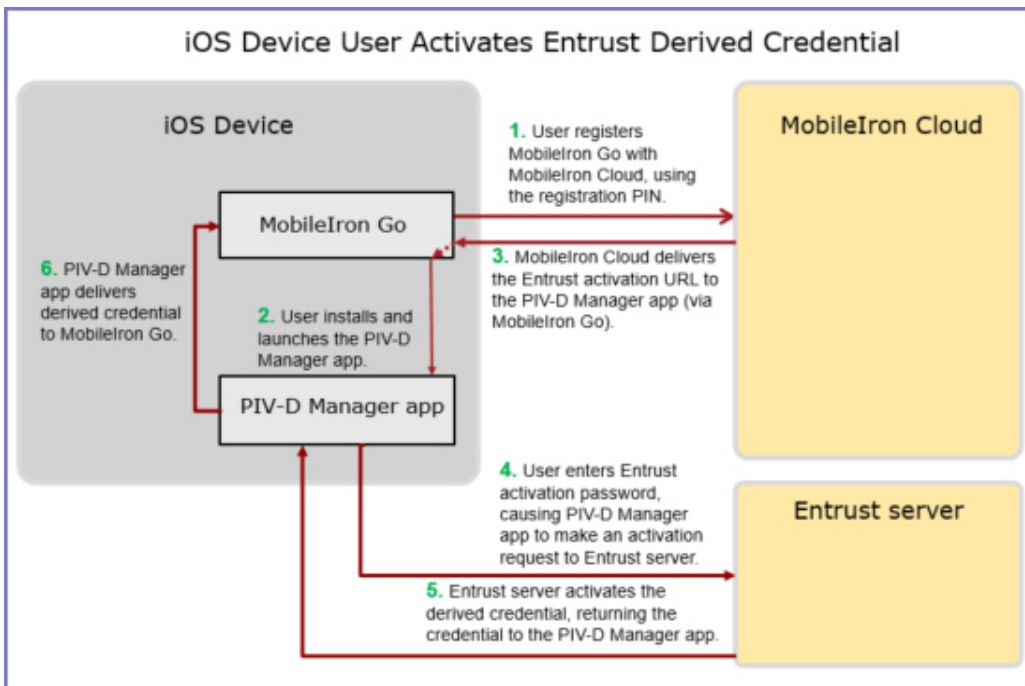 iOS Device User Activates Entrust Derived Credential
iOS Device
MobileIron Cloud
1. User registers
MobileIron Go with
MobileIron Cloud, using
the registration PIN.
MobileIron Go
3. MobileIron Cloud delivers
the Entrust activation URL to
the PIV-D Manager app (via
MobileIron Go).
6. PIV-D Manager
app delivers
derived credential
to MobileIron Go.
2. User installs and
launches the PIV-D
Manager app.
PIV-D Manager app
4. User enters Entrust
activation password,
causing PIV-D Manager
app to make an activation
request to Entrust server.
Entrust server
5. Entrust server activates the
derived credential, returning the
credential to the PIV-D Manager app.